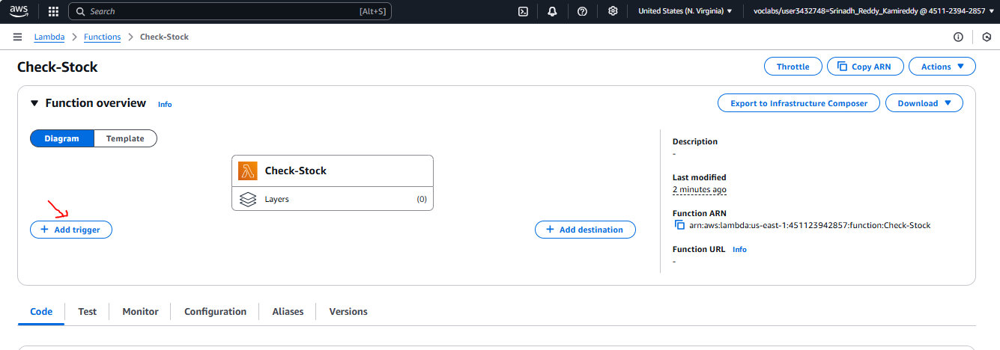 aws
Search [Alt+S] United States (N. Virginia) voclabs/user3432748=Srinadh_Reddy_Kamireddy @ 4511-2394-2857
Lambda Functions Check-Stock
Check-Stock Throttle Copy ARN Actions
Function overview Info Export to Infrastructure Composer Download
Diagram Template
Check-Stock
Layers (0)
+ Add trigger
+ Add destination
Description
-
Last modified
2 minutes ago
Function ARN
arn:aws:lambda:us-east-1:451123942857:function:Check-Stock
Function URL Info
-
Code Test Monitor Configuration Aliases Versions